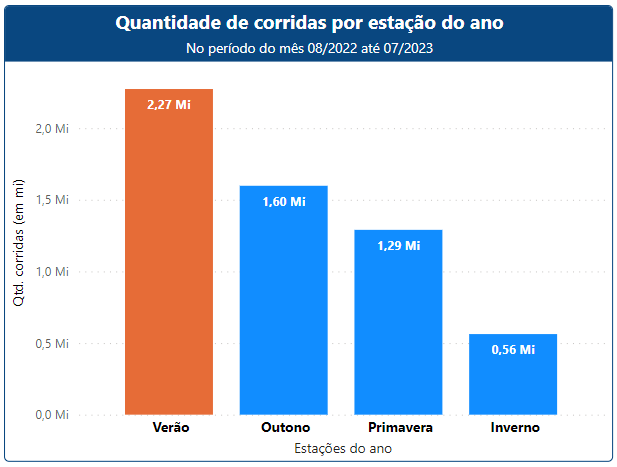 Quantidade de corridas por estação do ano
No período do mês 08/2022 até 07/2023
Qtd. corridas (em mi)
2,0 Mi
1,5 Mi
1,0 Mi
0,5 Mi
0,0 Mi
2,27 Mi
1,60 Mi
1,29 Mi
0,56 Mi
Verão Outono Primavera Inverno
Estações do ano